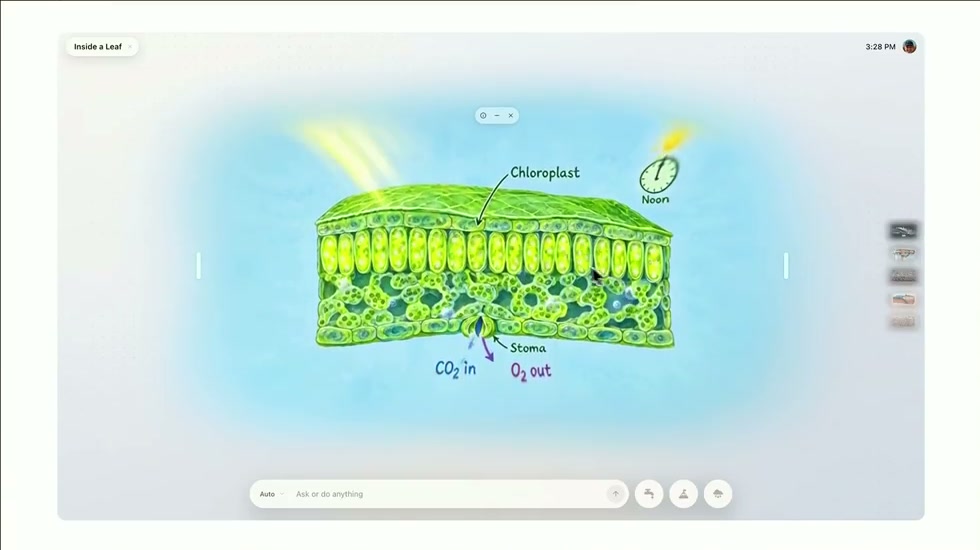 Inside a Leaf
3:28 PM
Chloroplast
Noon
Stoma
CO₂ in
O₂ out
Auto
Ask or do anything